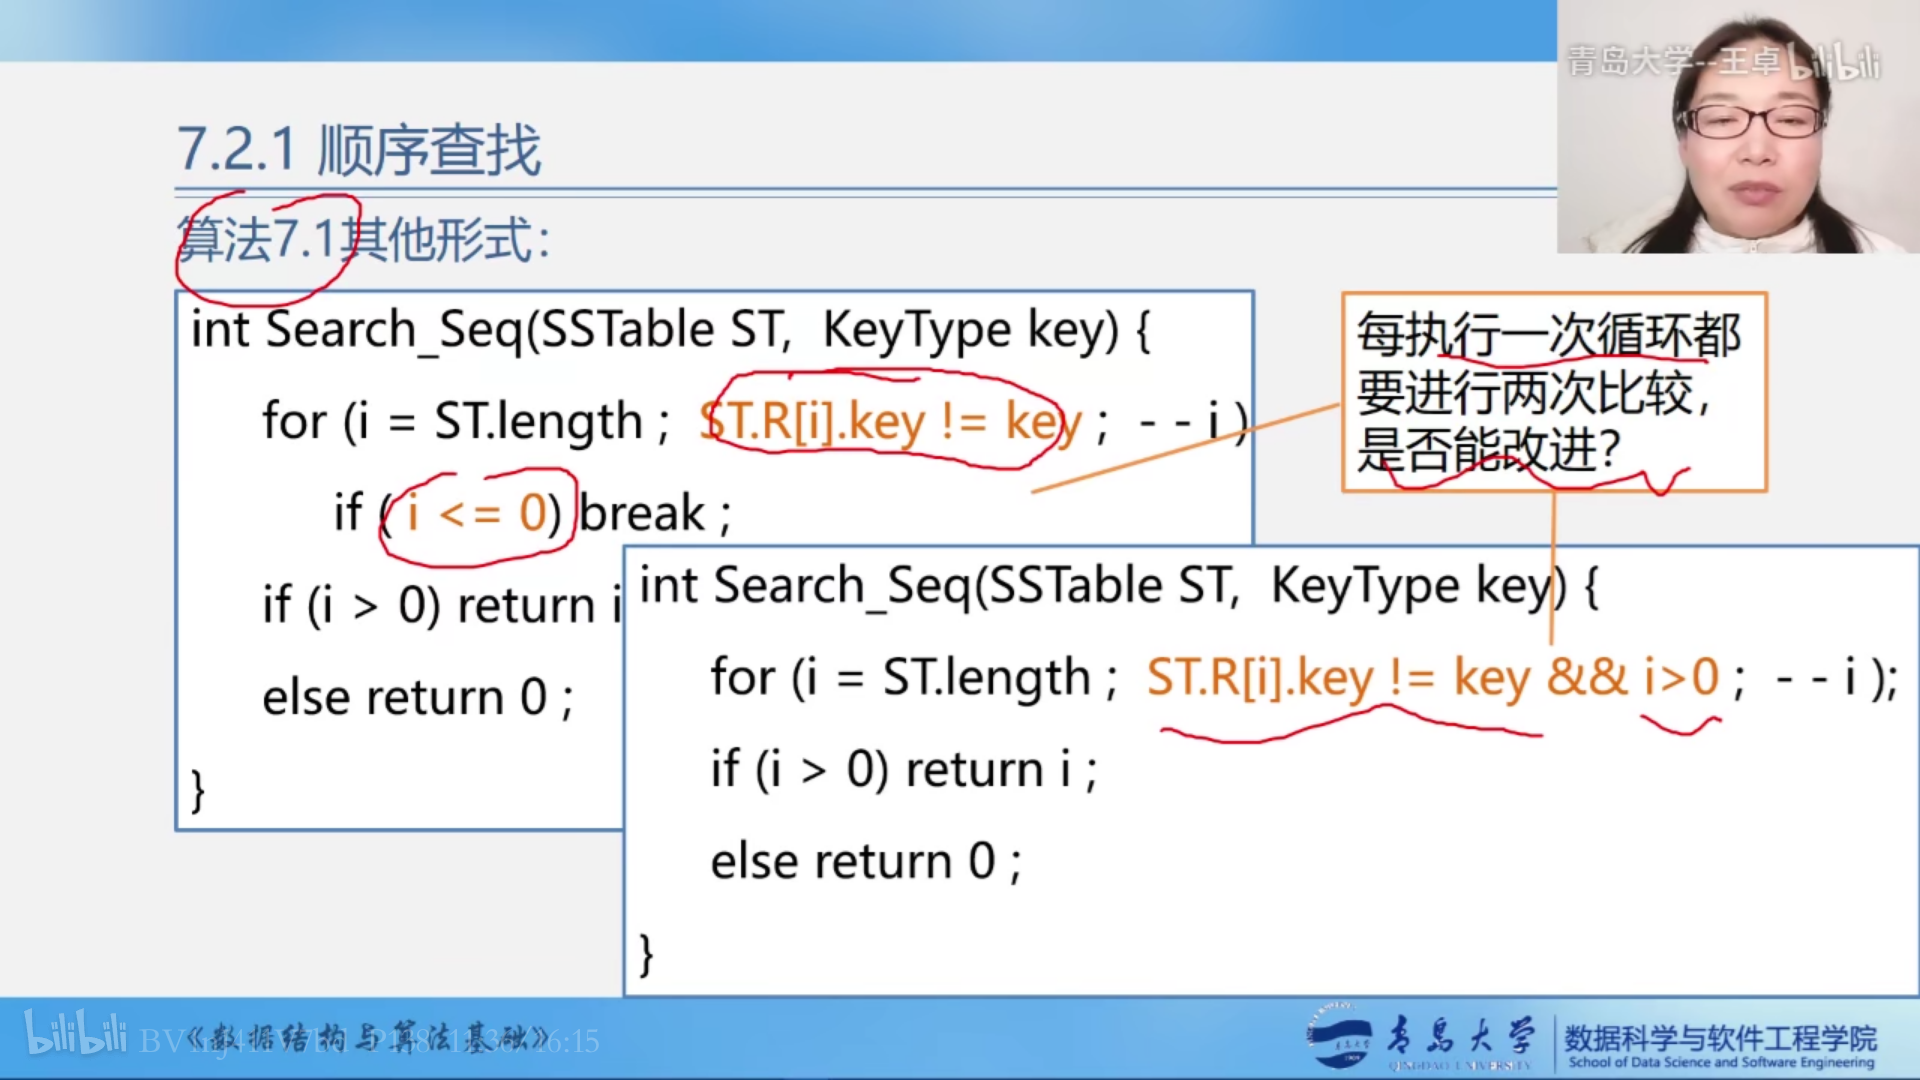 青岛大学--王卓 bilibili
7.2.1 顺序查找
算法7.1其他形式：
int Search_Seq(SSTable ST, KeyType key) {
for (i = ST.length ; ST.R[i].key != key ; - - i )
if ( i <= 0) break ;
if (i > 0) return i
else return 0 ;
}
每执行一次循环都
要进行两次比较，
是否能改进？
int Search_Seq(SSTable ST, KeyType key) {
for (i = ST.length ; ST.R[i].key != key && i>0 ; - - i );
if (i > 0) return i ;
else return 0 ;
}
bilibili
《数据结构与算法基础》
青岛大学
QINGDAO UNIVERSITY
数据科学与软件工程学院
School of Data Science and Software Engineering